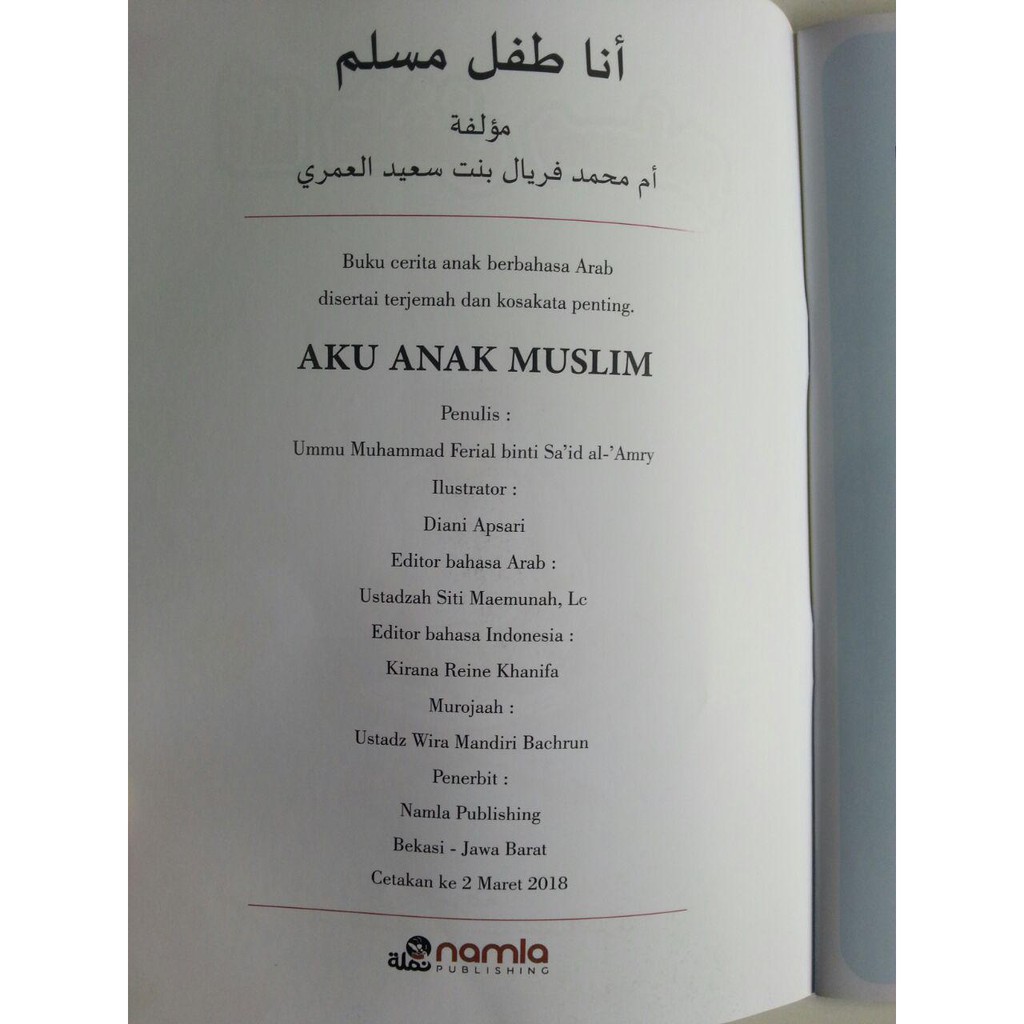 أنا طفل مسلم
مؤلفة
أم محمد فريال بنت سعيد العمري
Buku cerita anak berbahasa Arab
disertai terjemah dan kosakata penting.
AKU ANAK MUSLIM
Penulis :
Ummu Muhammad Ferial binti Sa'id al-'Amry
Ilustrator :
Diani Apsari
Editor bahasa Arab :
Ustadzah Siti Maemunah, Lc
Editor bahasa Indonesia :
Kirana Reine Khanifa
Murojaah :
Ustadz Wira Mandiri Bachrun
Penerbit :
Namla Publishing
Bekasi - Jawa Barat
Cetakan ke 2 Maret 2018
نملة namla
PUBLISHING